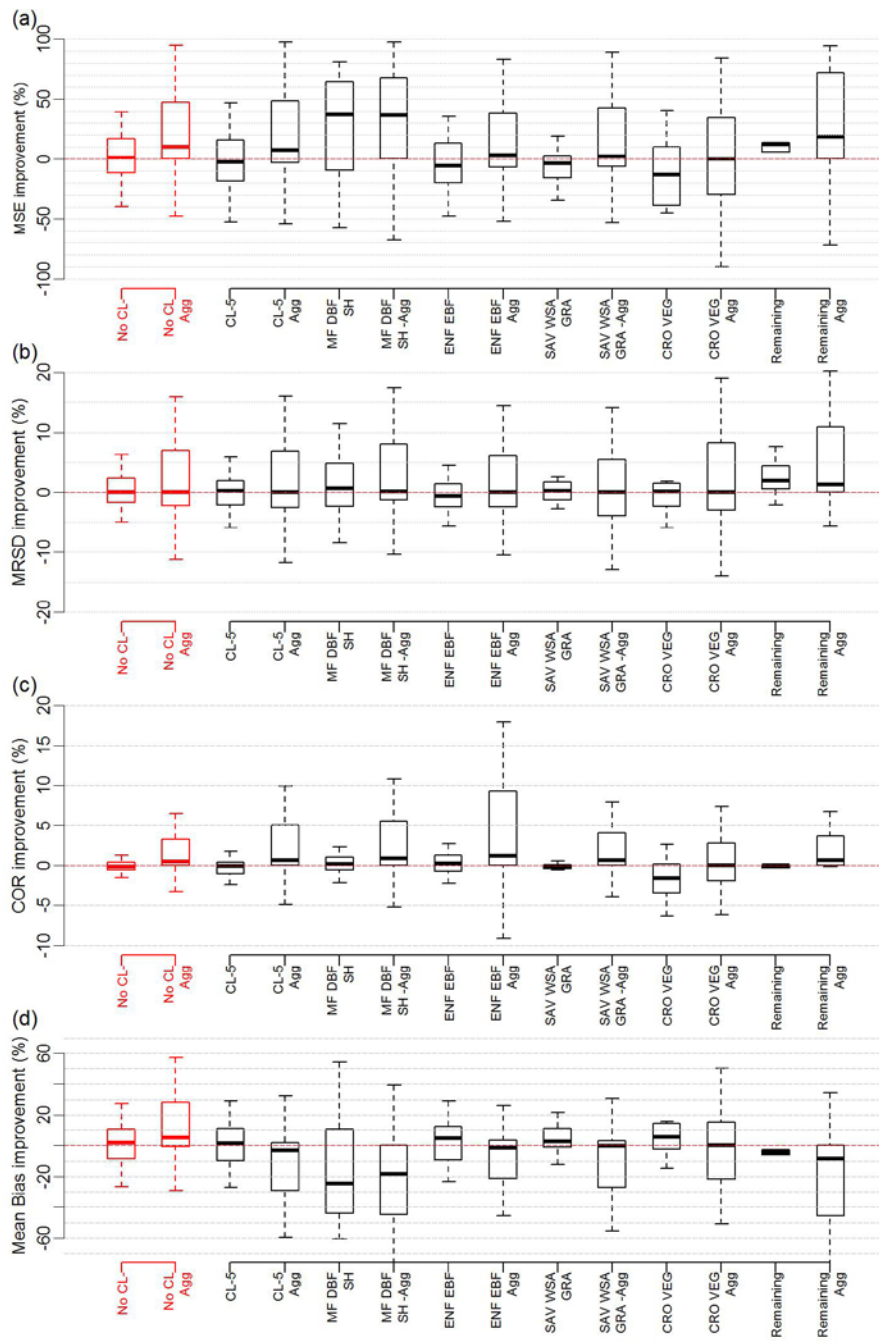 (a)
MSE improvement (%)
100
50
0
-50
-100
No CL-
No CL
Agg
CL-5
CL-5
Agg
MF DBF
SH
MF DBF
SH -Agg
ENF EBF
ENF EBF
Agg
SAV WSA
GRA
SAV WSA
GRA -Agg
CRO VEG
CRO VEG
Agg
Remaining
Remaining
Agg
(b)
MRSD improvement (%)
20
10
0
-10
-20
No CL-
No CL
Agg
CL-5
CL-5
Agg
MF DBF
SH
MF DBF
SH -Agg
ENF EBF
ENF EBF
Agg
SAV WSA
GRA
SAV WSA
GRA -Agg
CRO VEG
CRO VEG
Agg
Remaining
Remaining
Agg
(c)
COR improvement (%)
20
15
10
5
0
-5
-10
No CL-
No CL
Agg
CL-5
CL-5
Agg
MF DBF
SH
MF DBF
SH -Agg
ENF EBF
ENF EBF
Agg
SAV WSA
GRA
SAV WSA
GRA -Agg
CRO VEG
CRO VEG
Agg
Remaining
Remaining
Agg
(d)
Mean Bias improvement (%)
60
20
-20
-60
No CL-
No CL
Agg
CL-5
CL-5
Agg
MF DBF
SH
MF DBF
SH -Agg
ENF EBF
ENF EBF
Agg
SAV WSA
GRA
SAV WSA
GRA -Agg
CRO VEG
CRO VEG
Agg
Remaining
Remaining
Agg